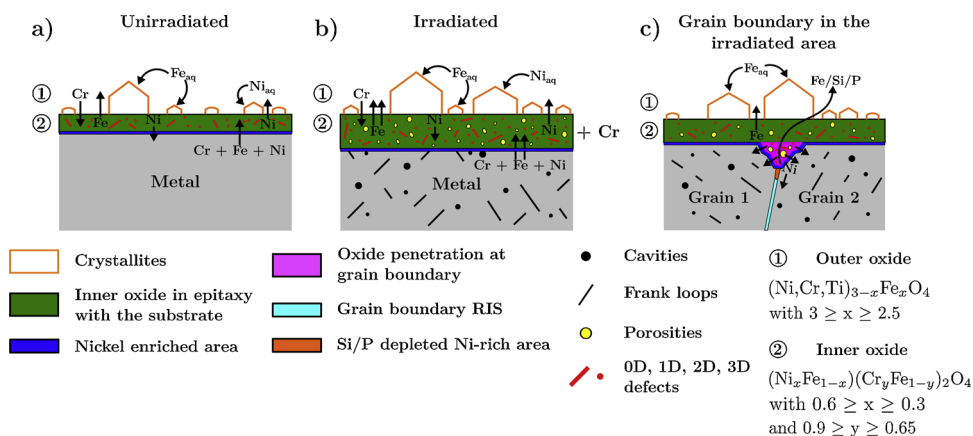 a)
Unirradiated
Fe_aq
Ni_aq
①
Cr
Fe
Ni
Ni
②
Cr + Fe + Ni
Metal
b)
Irradiated
Fe_aq
Ni_aq
①
Cr
Fe
Ni
Ni
②
+ Cr
Cr + Fe + Ni
Metal
c)
Grain boundary in the
irradiated area
Fe_aq
Fe/Si/P
①
②
Fe
Ni
Grain 1
Grain 2
Crystallites
Inner oxide in epitaxy
with the substrate
Nickel enriched area
Oxide penetration at
grain boundary
Grain boundary RIS
Si/P depleted Ni-rich area
Cavities
Frank loops
Porosities
0D, 1D, 2D, 3D
defects
① Outer oxide
(Ni,Cr,Ti)₃₋ₓFeₓO₄
with 3 ≥ x ≥ 2.5
② Inner oxide
(NiₓFe₁₋ₓ)(Cr_yFe_{1−y})₂O₄
with 0.6 ≥ x ≥ 0.3
and 0.9 ≥ y ≥ 0.65